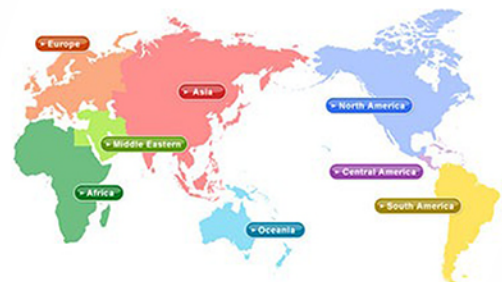 Europe
Asia
North America
Middle Eastern
Central America
Africa
South America
Oceania